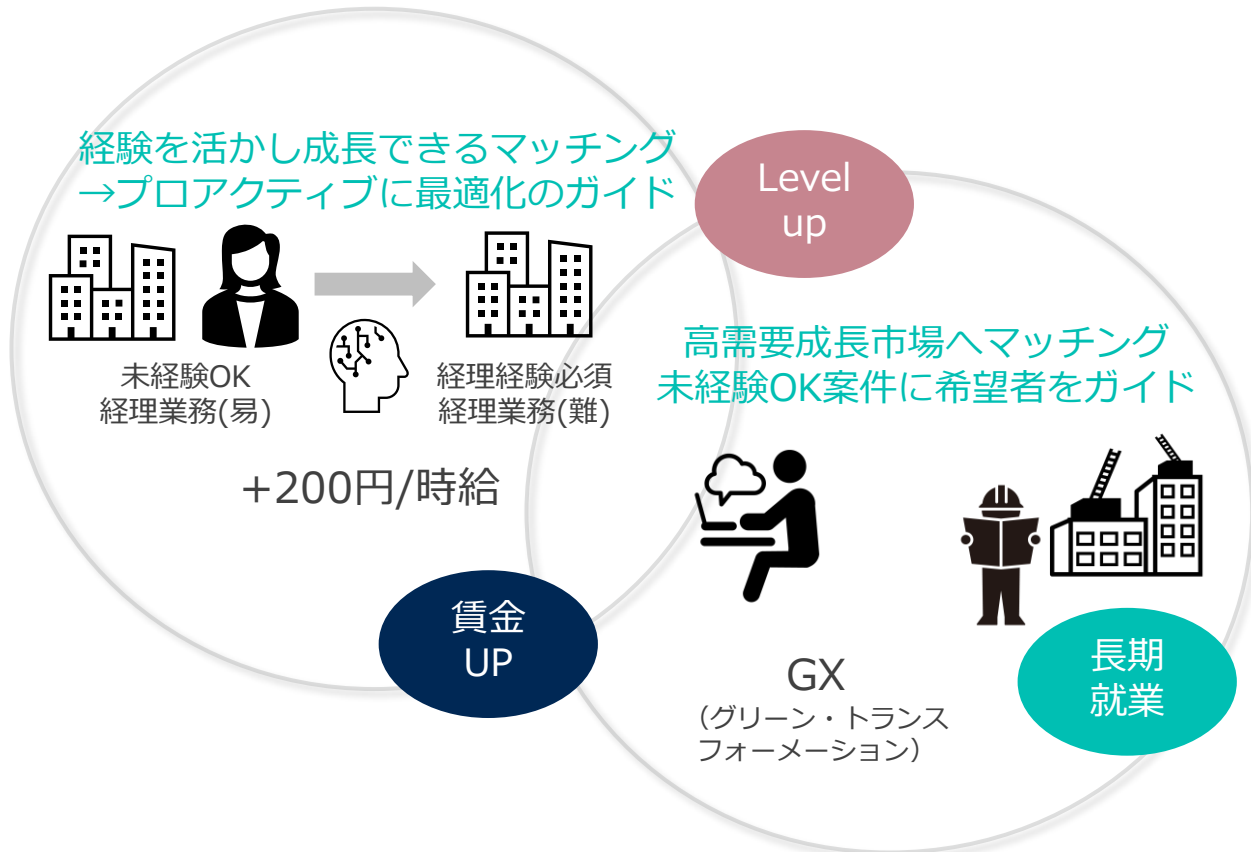 経験を活かし成長できるマッチング
→プロアクティブに最適化のガイド
未経験OK
経理業務(易)
経理経験必須
経理業務(難)
+200円/時給
賃金
UP
Level
up
高需要成長市場へマッチング
未経験OK案件に希望者をガイド
GX
（グリーン・トランス
フォーメーション）
長期
就業